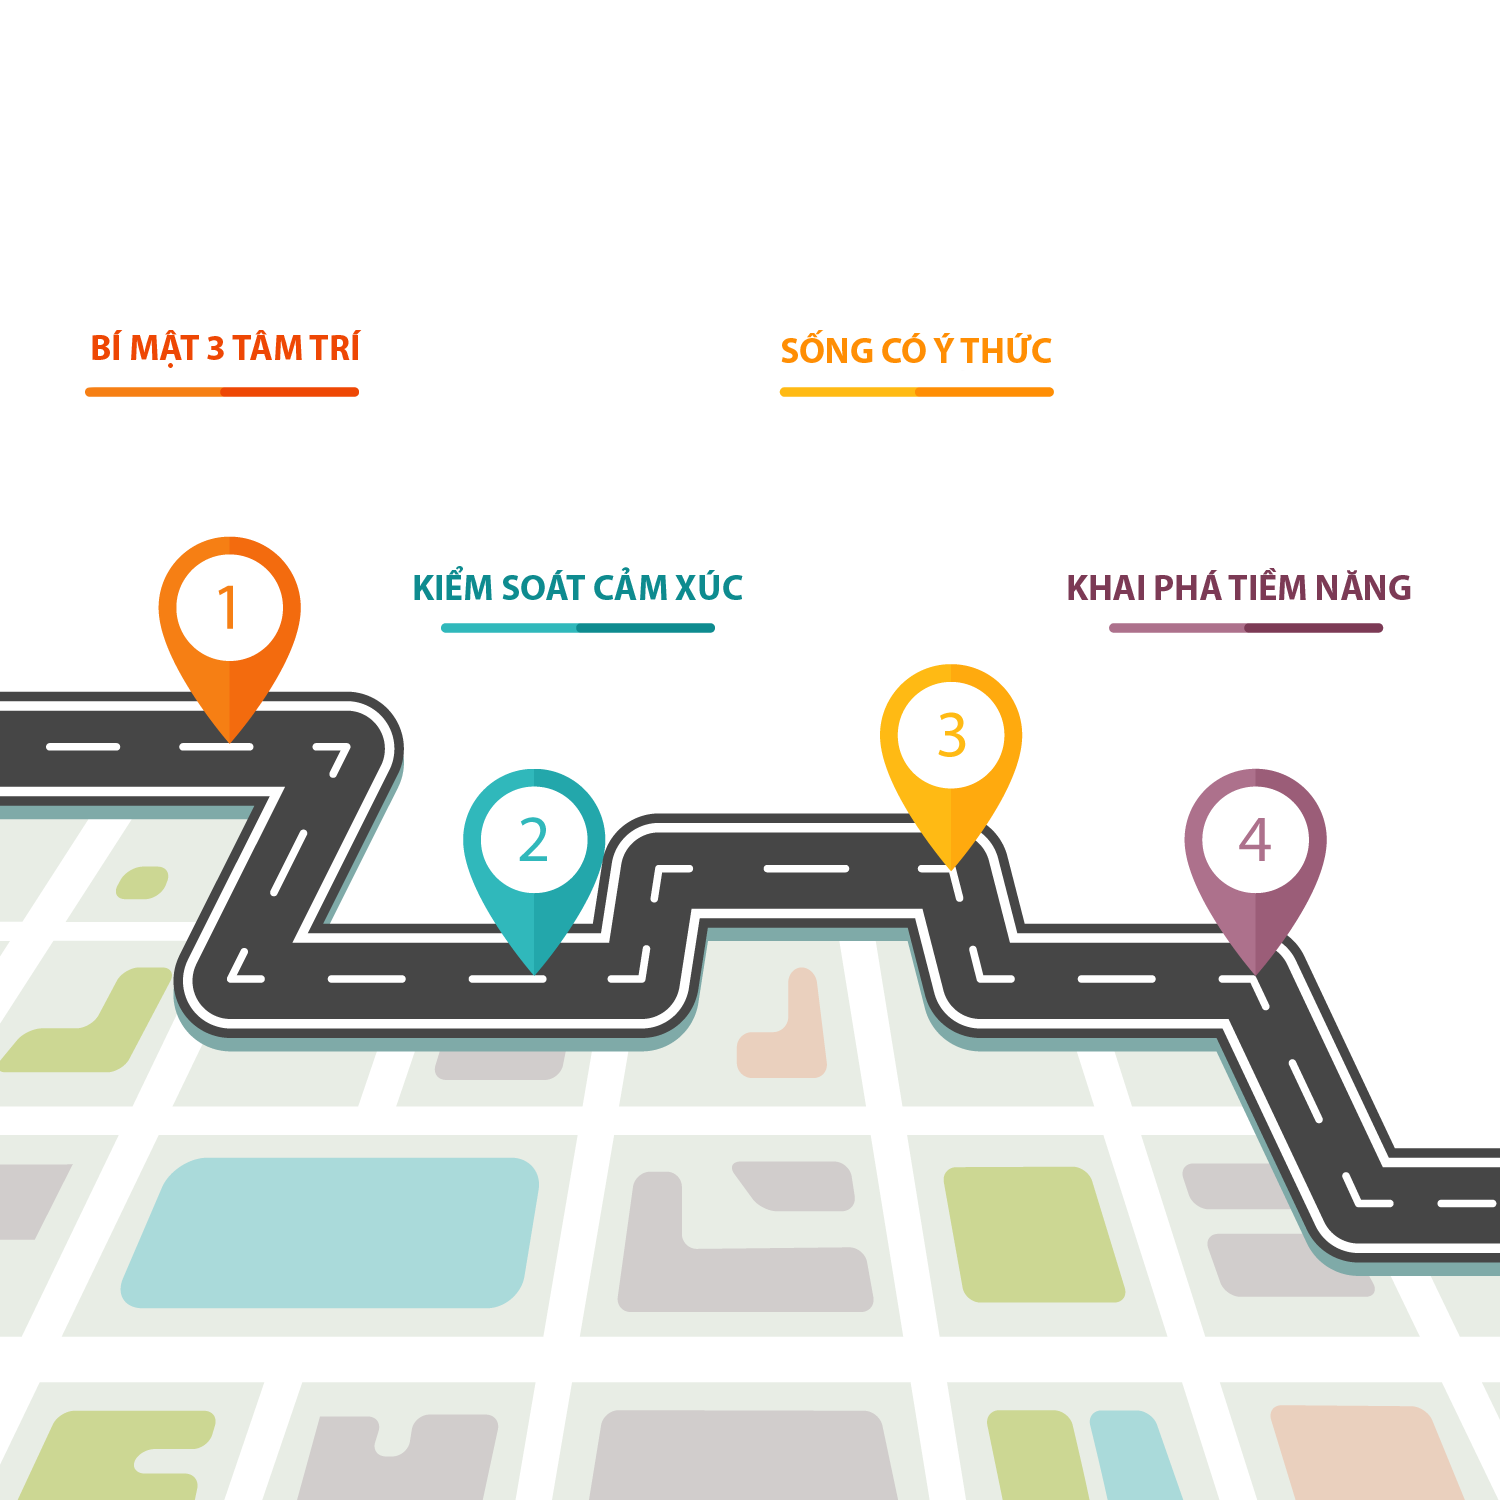 BÍ MẬT 3 TÂM TRÍ
SỐNG CÓ Ý THỨC
1
KIỂM SOÁT CẢM XÚC
KHAI PHÁ TIỀM NĂNG
3
2
4